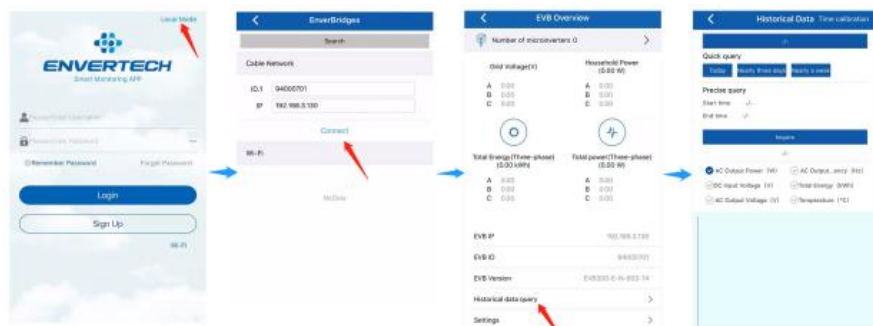 Local Mode
ENVERTECH
Smart Monitoring APP
Remember Password
Forgot Password
Login
Sign Up
Wi-Fi
EnverBridges
Search
Cable Network
ID.1 94000701
IP 192.168.3.130
Connect
Wi-Fi
NoData
EVB Overview
Number of microinverters 0
Grid Voltage(V)
Household Power
(0.00 W)
A 0.00
B 0.00
C 0.00
A 0.00
B 0.00
C 0.00
Total Energy(Three-phase)
(0.00 kWh)
Total power(Three-phase)
(0.00 W)
A 0.00
B 0.00
C 0.00
A 0.00
B 0.00
C 0.00
EVB IP 192.168.3.130
EVB ID 94000701
EVB Version
Historical data query
Settings
Historical Data Time calibration
-/-
Quick query
Today Nearly three days Nearly a week
Precise query
Start time -/-
End time -/-
Inquire
-/-
AC Output Power (W) AC Output...ency (Hz)
DC Input Voltage (V) Total Energy (kWh)
AC Output Voltage (V) Temperature (°C)